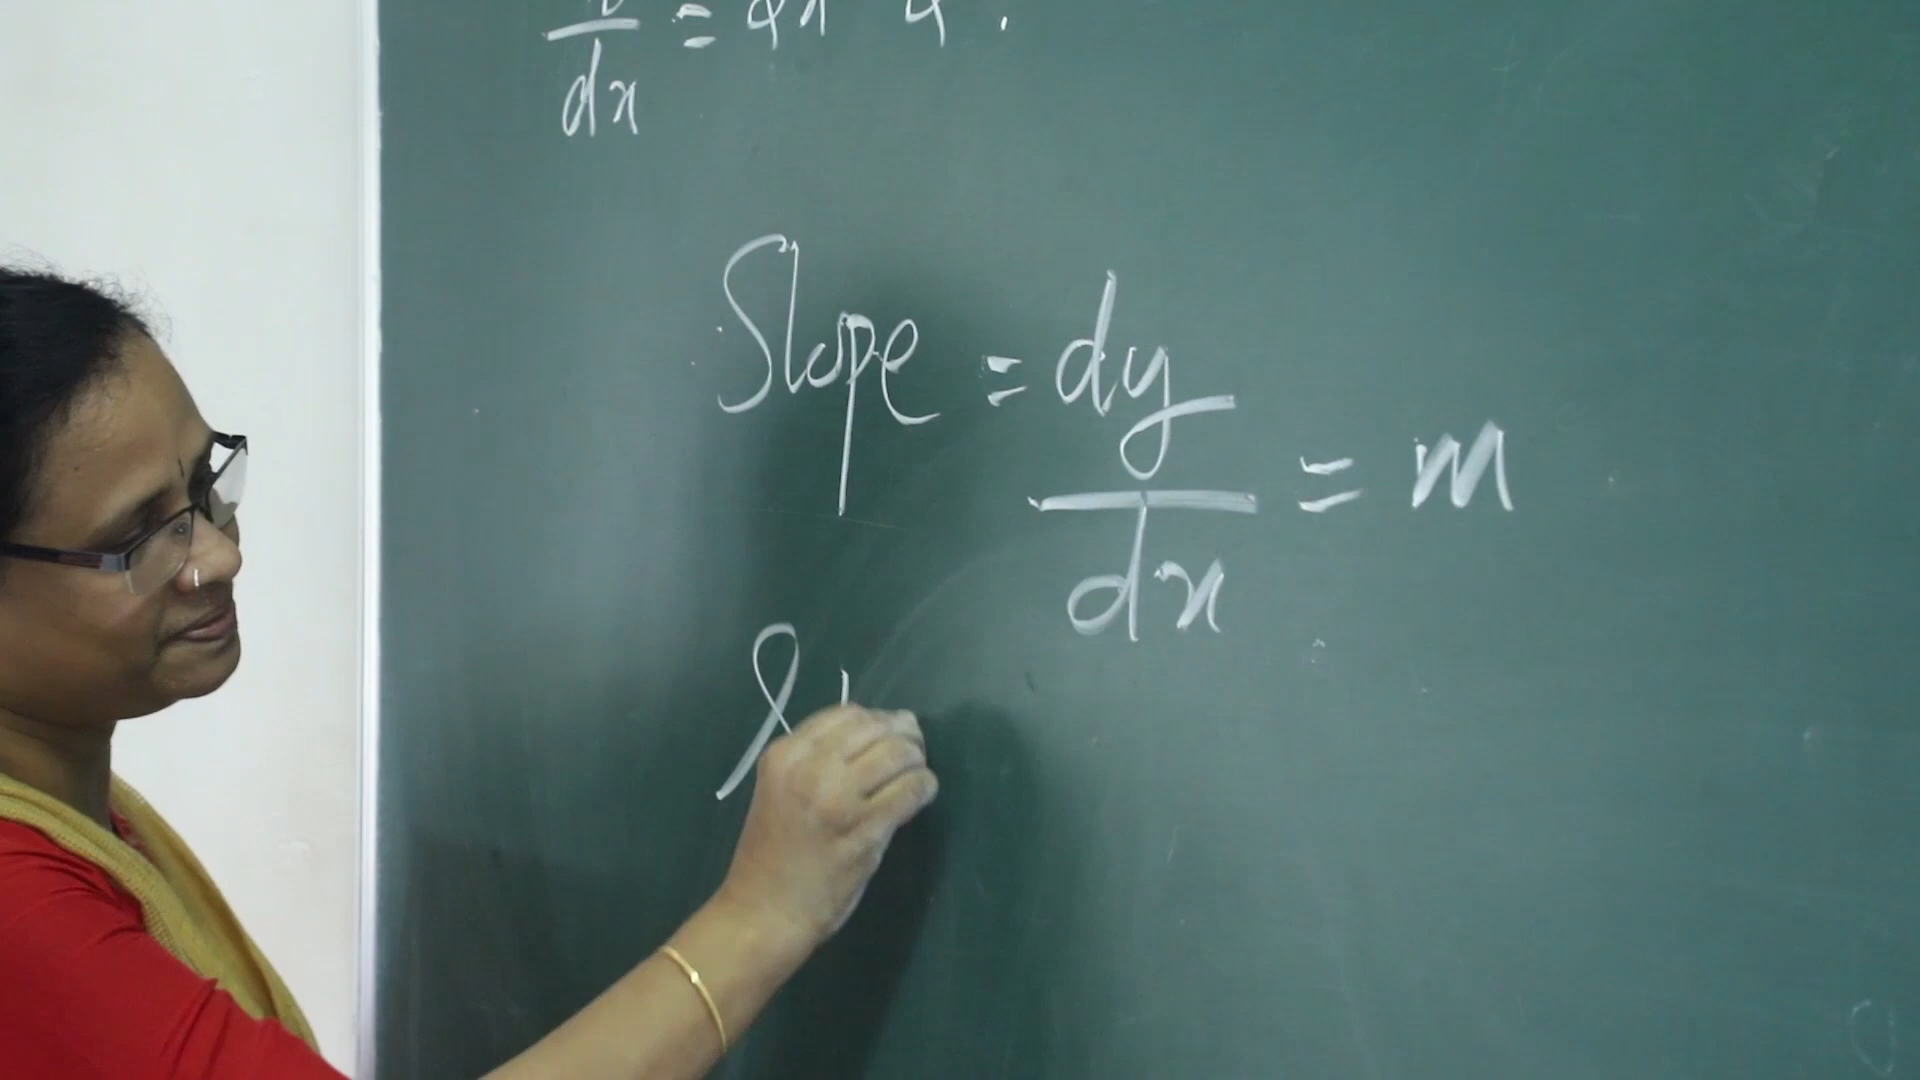 dx =
Slope = dy/dx = m